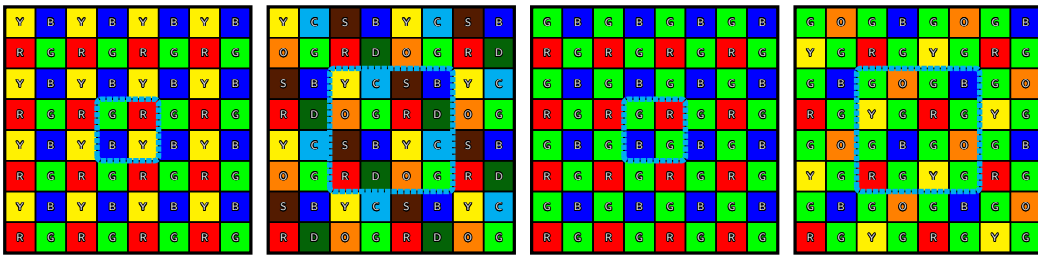 Y B Y B Y B Y B
R G R G R G R G
Y B Y B Y B Y B
R G R G R G R G
Y B Y B Y B Y B
R G R G R G R G
Y B Y B Y B Y B
R G R G R G R G
Y C S B Y C S B
O G R D O G R D
S B Y C S B Y C
R D O G R D O G
Y C S B Y C S B
O G R D O G R D
S B Y C S B Y C
R D O G R D O G
G B G B G B G B
R G R G R G R G
G B G B G B G B
R G R G R G R G
G B G B G B G B
R G R G R G R G
G B G B G B G B
R G R G R G R G
G O G B G O G B
Y G R G Y G R G
G B G O G B G O
R G Y G R G Y G
G O G B G O G B
Y G R G Y G R G
G B G O G B G O
R G Y G R G Y G